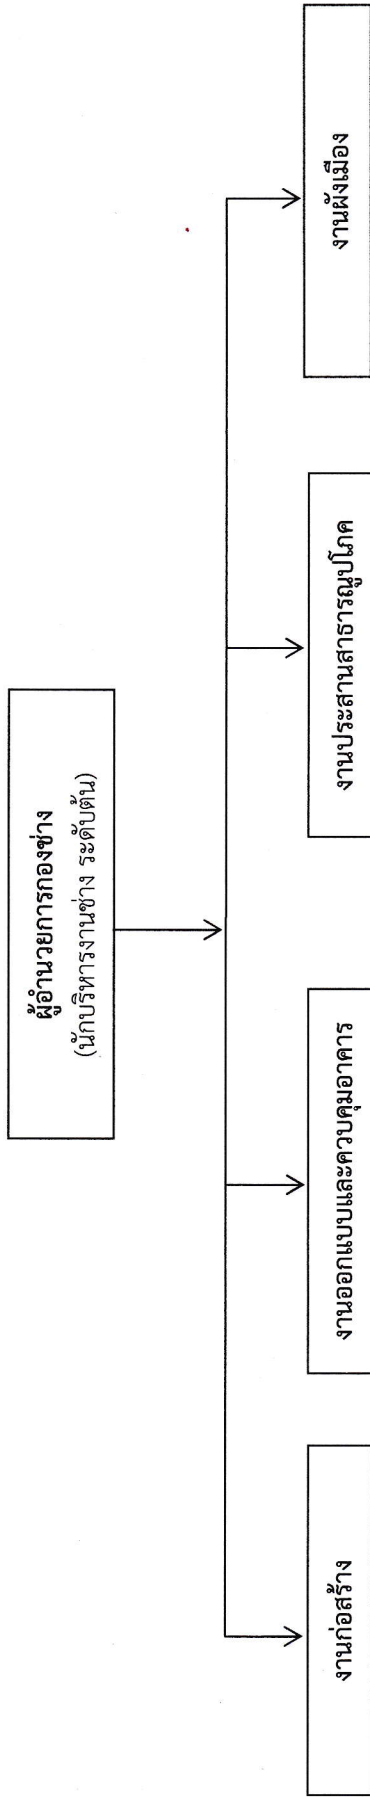 ผู้อำนวยการกองช่าง
(นักบริหารงานช่าง ระดับต้น)
งานก่อสร้าง
งานออกแบบและควบคุมอาคาร
งานประสานสาธารณูปโภค
งานผังเมือง